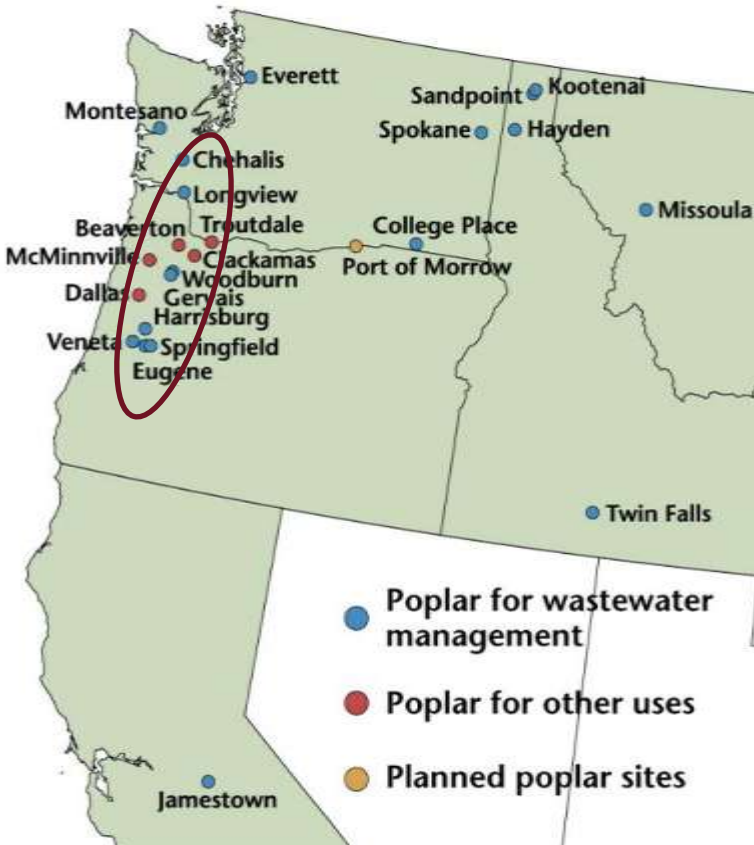 Everett
Kootenai
Sandpoint
Montesano
Spokane
Hayden
Chehalis
Longview
Missoula
Beaverton
Troutdale
College Place
McMinnville
Clackamas
Port of Morrow
Woodburn
Dallas
Gervais
Harrisburg
Veneta
Springfield
Eugene
Twin Falls
Poplar for wastewater
management
Poplar for other uses
Planned poplar sites
Jamestown